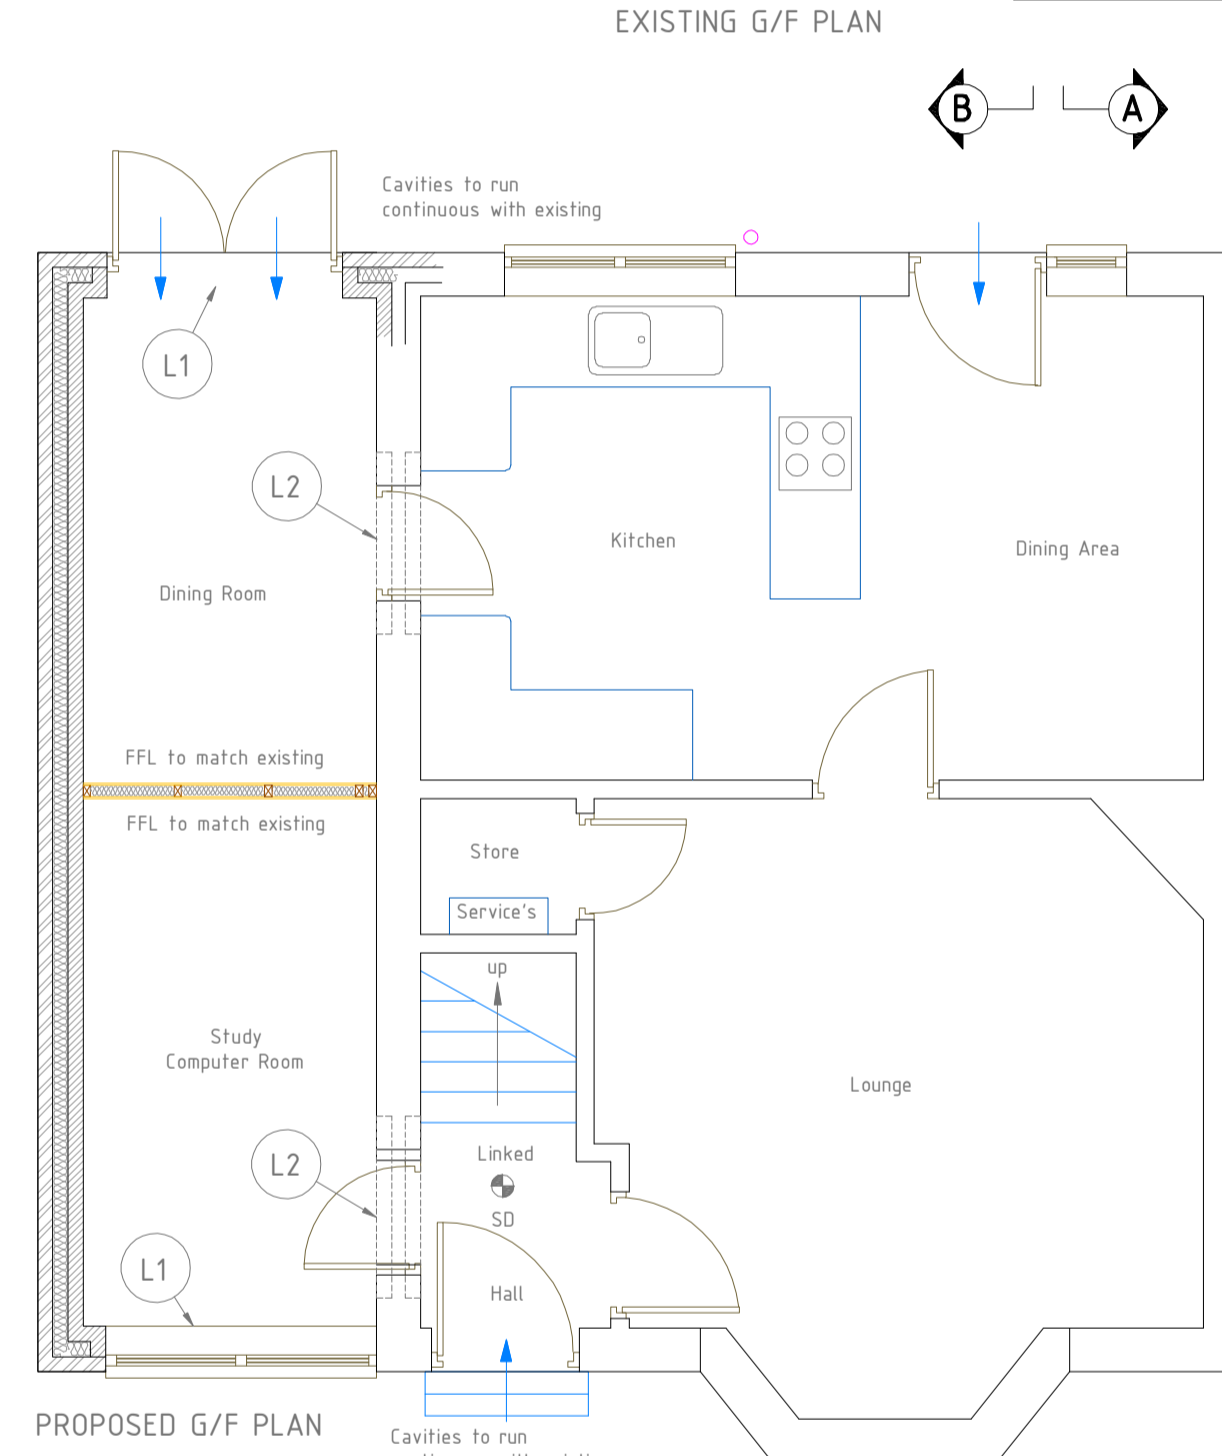 EXISTING G/F PLAN
B
A
Cavities to run
continuous with existing
L1
L2
Kitchen
Dining Area
Dining Room
FFL to match existing
FFL to match existing
Store
Service's
up
Study
Computer Room
Lounge
Linked
L2
SD
L1
Hall
PROPOSED G/F PLAN
Cavities to run